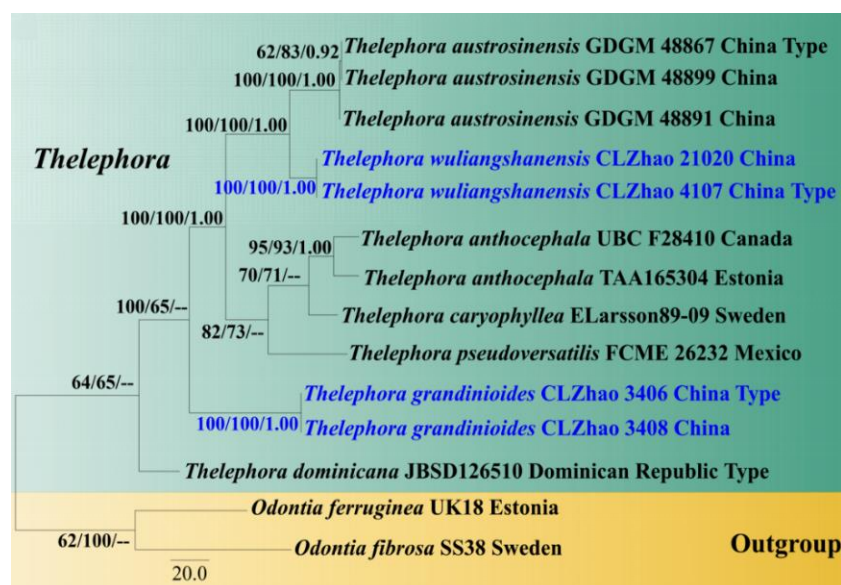 62/83/0.92
Thelephora austrosinensis GDGM 48867 China Type
100/100/1.00
Thelephora austrosinensis GDGM 48899 China
100/100/1.00
Thelephora austrosinensis GDGM 48891 China
Thelephora
Thelephora wuliangshanensis CLZhao 21020 China
100/100/1.00
Thelephora wuliangshanensis CLZhao 4107 China Type
100/100/1.00
95/93/1.00
Thelephora anthocephala UBC F28410 Canada
70/71/--
Thelephora anthocephala TAA165304 Estonia
100/65/--
Thelephora caryophyllea ELarsson89-09 Sweden
82/73/--
Thelephora pseudoversatilis FCME 26232 Mexico
64/65/--
Thelephora grandinioides CLZhao 3406 China Type
100/100/1.00
Thelephora grandinioides CLZhao 3408 China
Thelephora dominicana JBSD126510 Dominican Republic Type
Odontia ferruginea UK18 Estonia
62/100/--
Odontia fibrosa SS38 Sweden
Outgroup
20.0